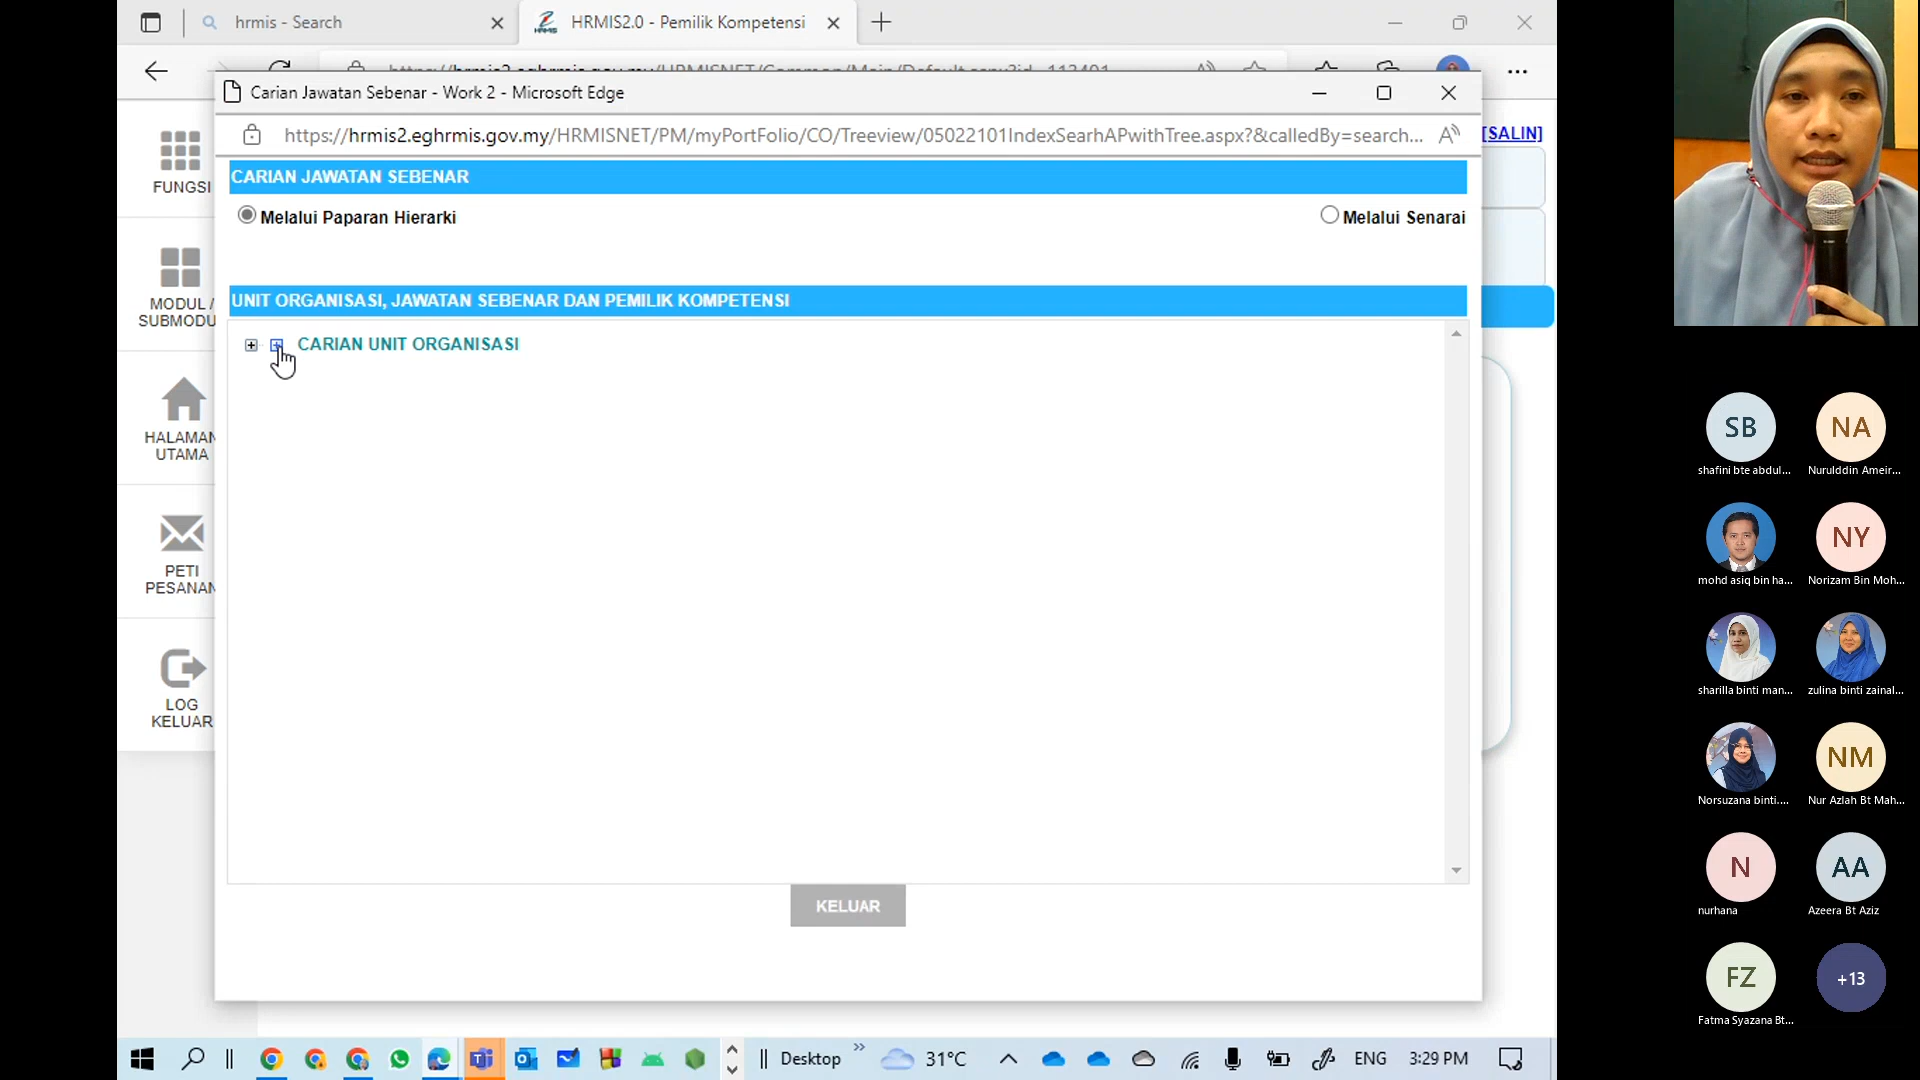 hrmis - Search
HRMIS2.0 - Pemilik Kompetensi
Carian Jawatan Sebenar - Work 2 - Microsoft Edge
https://hrmis2.eghrmis.gov.my/HRMISNET/PM/myPortFolio/CO/Treeview/05022101IndexSearhAPwithTree.aspx?&calledBy=search...
[SALIN]
CARIAN JAWATAN SEBENAR
Melalui Paparan Hierarki
Melalui Senarai
UNIT ORGANISASI, JAWATAN SEBENAR DAN PEMILIK KOMPETENSI
CARIAN UNIT ORGANISASI
KELUAR
FUNGSI
MODUL /
SUBMODU
HALAMAN
UTAMA
PETI
PESANAN
LOG
KELUAR
SB
shafini bte abdul...
NA
Nurulddin Ameir...
mohd asiq bin ha...
NY
Norizam Bin Moh...
sharilla binti man...
zulina binti zainal...
Norsuzana binti....
NM
Nur Azlah Bt Mah...
N
nurhana
AA
Azeera Bt Aziz
FZ
Fatma Syazana Bt...
+13
Desktop
31°C
ENG
3:29 PM